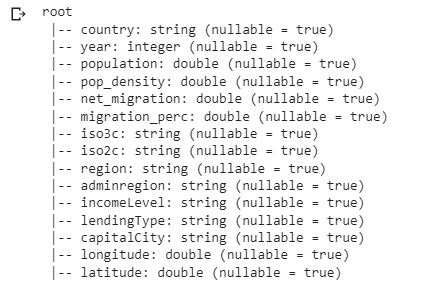 root
 |-- country: string (nullable = true)
 |-- year: integer (nullable = true)
 |-- population: double (nullable = true)
 |-- pop_density: double (nullable = true)
 |-- net_migration: double (nullable = true)
 |-- migration_perc: double (nullable = true)
 |-- iso3c: string (nullable = true)
 |-- iso2c: string (nullable = true)
 |-- region: string (nullable = true)
 |-- adminregion: string (nullable = true)
 |-- incomeLevel: string (nullable = true)
 |-- lendingType: string (nullable = true)
 |-- capitalCity: string (nullable = true)
 |-- longitude: double (nullable = true)
 |-- latitude: double (nullable = true)